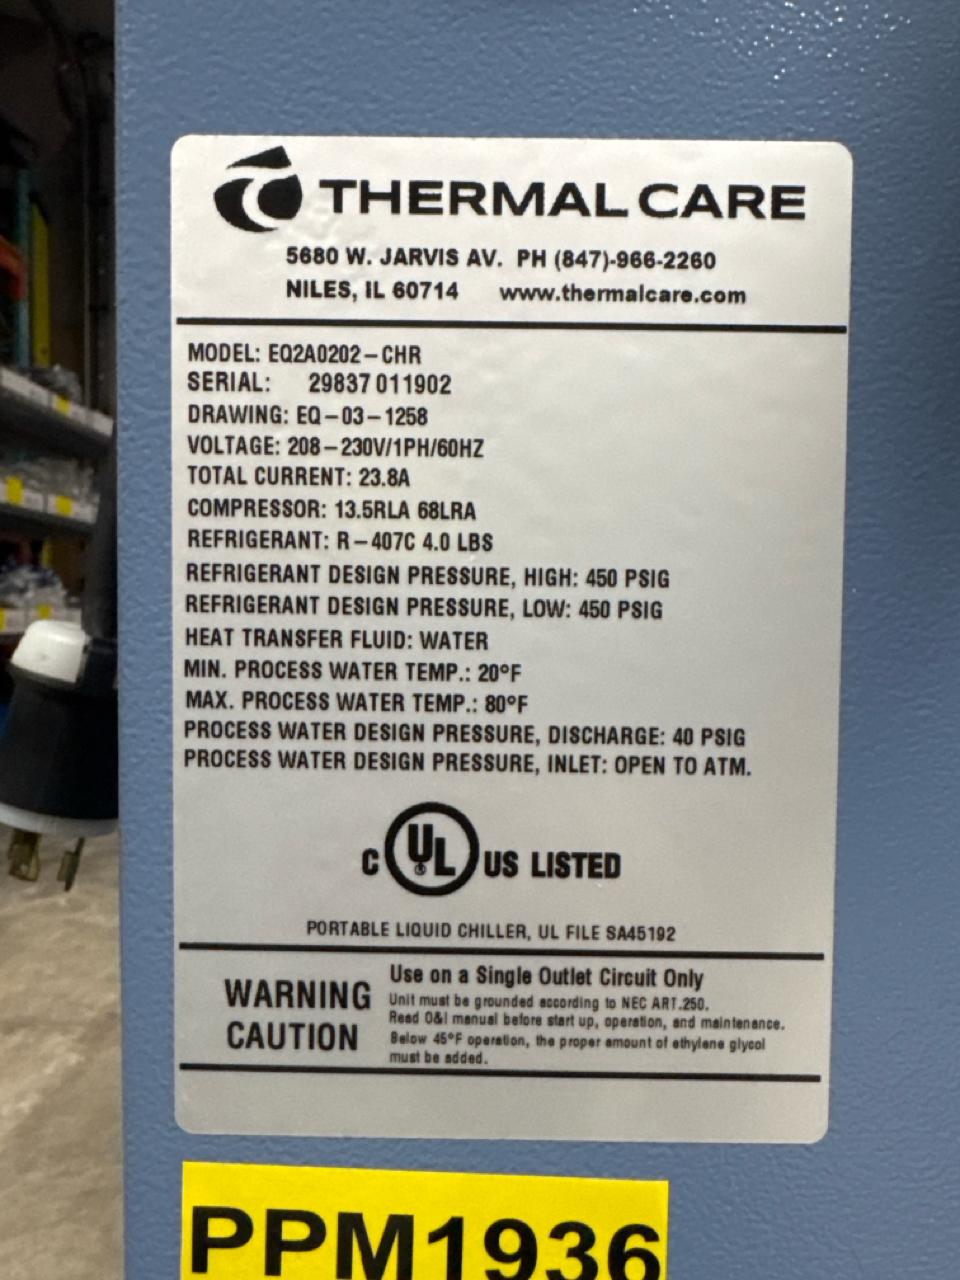 THERMAL CARE
5680 W. JARVIS AV. PH (847)-966-2260
NILES, IL 60714 www.thermalcare.com
MODEL: EQ2A0202-CHR
SERIAL: 29837 011902
DRAWING: EQ-03-1258
VOLTAGE: 208-230V/1PH/60HZ
TOTAL CURRENT: 23.8A
COMPRESSOR: 13.5RLA 68LRA
REFRIGERANT: R-407C 4.0 LBS
REFRIGERANT DESIGN PRESSURE, HIGH: 450 PSIG
REFRIGERANT DESIGN PRESSURE, LOW: 450 PSIG
HEAT TRANSFER FLUID: WATER
MIN. PROCESS WATER TEMP.: 20°F
MAX. PROCESS WATER TEMP.: 80°F
PROCESS WATER DESIGN PRESSURE, DISCHARGE: 40 PSIG
PROCESS WATER DESIGN PRESSURE, INLET: OPEN TO ATM.
C UL® US LISTED
PORTABLE LIQUID CHILLER, UL FILE SA45192
WARNING
CAUTION
Use on a Single Outlet Circuit Only
Unit must be grounded according to NEC ART.250.
Read O&I manual before start up, operation, and maintenance.
Below 45°F operation, the proper amount of ethylene glycol
must be added.
PPM1936